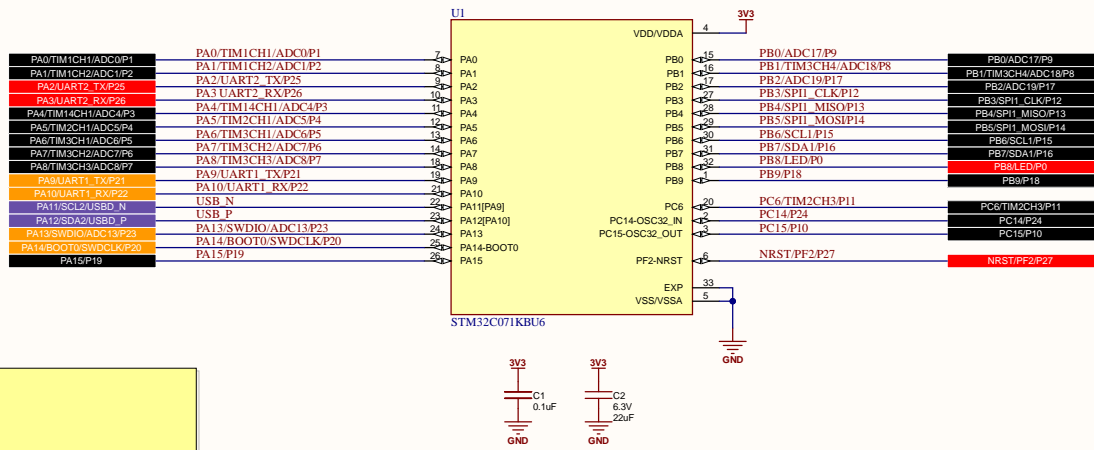 U1
3V3
VDD/VDDA 4
PA0/TIM1CH1/ADC0/P1 PA0/TIM1CH1/ADC0/P1 7 PA0 PB0 15 PB0/ADC17/P9 PB0/ADC17/P9
PA1/TIM1CH2/ADC1/P2 PA1/TIM1CH2/ADC1/P2 8 PA1 PB1 16 PB1/TIM3CH4/ADC18/P8 PB1/TIM3CH4/ADC18/P8
PA2/UART2_TX/P25 PA2/UART2_TX/P25 9 PA2 PB2 17 PB2/ADC19/P17 PB2/ADC19/P17
PA3/UART2_RX/P26 PA3 UART2_RX/P26 10 PA3 PB3 27 PB3/SPI1_CLK/P12 PB3/SPI1_CLK/P12
PA4/TIM14CH1/ADC4/P3 PA4/TIM14CH1/ADC4/P3 11 PA4 PB4 28 PB4/SPI1_MISO/P13 PB4/SPI1_MISO/P13
PA5/TIM2CH1/ADC5/P4 PA5/TIM2CH1/ADC5/P4 12 PA5 PB5 29 PB5/SPI1_MOSI/P14 PB5/SPI1_MOSI/P14
PA6/TIM3CH1/ADC6/P5 PA6/TIM3CH1/ADC6/P5 13 PA6 PB6 30 PB6/SCL1/P15 PB6/SCL1/P15
PA7/TIM3CH2/ADC7/P6 PA7/TIM3CH2/ADC7/P6 14 PA7 PB7 31 PB7/SDA1/P16 PB7/SDA1/P16
PA8/TIM3CH3/ADC8/P7 PA8/TIM3CH3/ADC8/P7 18 PA8 PB8 32 PB8/LED/P0 PB8/LED/P0
PA9/UART1_TX/P21 PA9/UART1_TX/P21 19 PA9 PB9 1 PB9/P18 PB9/P18
PA10/UART1_RX/P22 PA10/UART1_RX/P22 21 PA10
PA11/SCL2/USBD_N USB_N 22 PA11[PA9] PC6 20 PC6/TIM2CH3/P11 PC6/TIM2CH3/P11
PA12/SDA2/USBD_P USB_P 23 PA12[PA10] PC14-OSC32_IN 2 PC14/P24 PC14/P24
PA13/SWDIO/ADC13/P23 PA13/SWDIO/ADC13/P23 24 PA13 PC15-OSC32_OUT 3 PC15/P10 PC15/P10
PA14/BOOT0/SWDCLK/P20 PA14/BOOT0/SWDCLK/P20 25 PA14-BOOT0
PA15/P19 PA15/P19 26 PA15 PF2-NRST 6 NRST/PF2/P27 NRST/PF2/P27
EXP 33
VSS/VSSA 5
STM32C071KBU6
GND
3V3 3V3
C1 C2
0.1uF 6.3V
22uF
GND GND